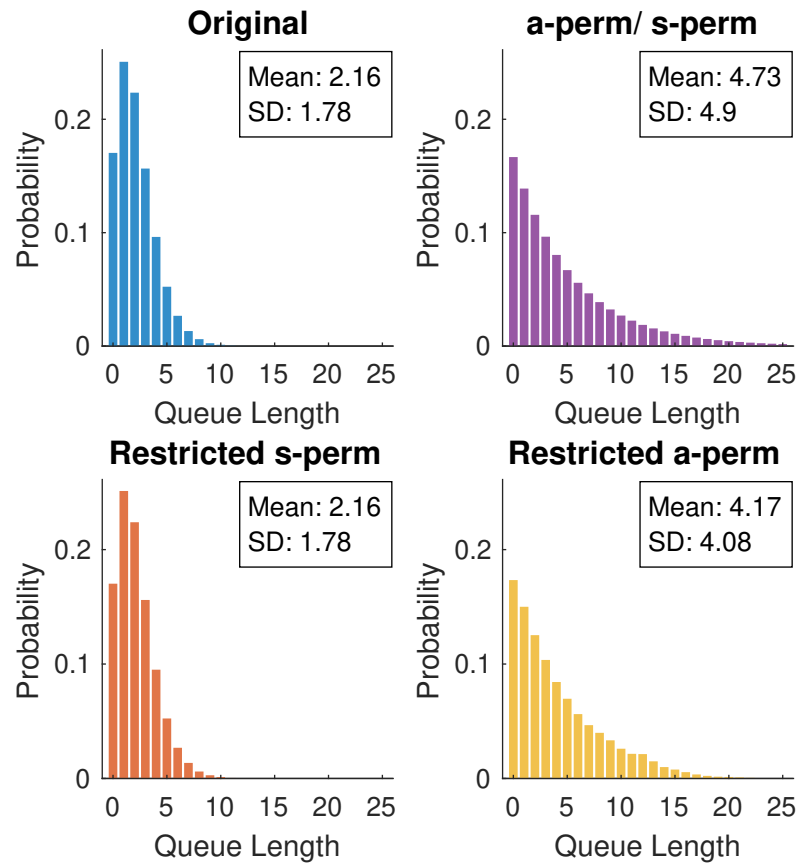 Original
Mean: 2.16
SD: 1.78
0.2
0.1
0
Probability
0 5 10 15 20 25
Queue Length
a-perm/ s-perm
Mean: 4.73
SD: 4.9
0.2
0.1
0
Probability
0 5 10 15 20 25
Queue Length
Restricted s-perm
Mean: 2.16
SD: 1.78
0.2
0.1
0
Probability
0 5 10 15 20 25
Queue Length
Restricted a-perm
Mean: 4.17
SD: 4.08
0.2
0.1
0
Probability
0 5 10 15 20 25
Queue Length